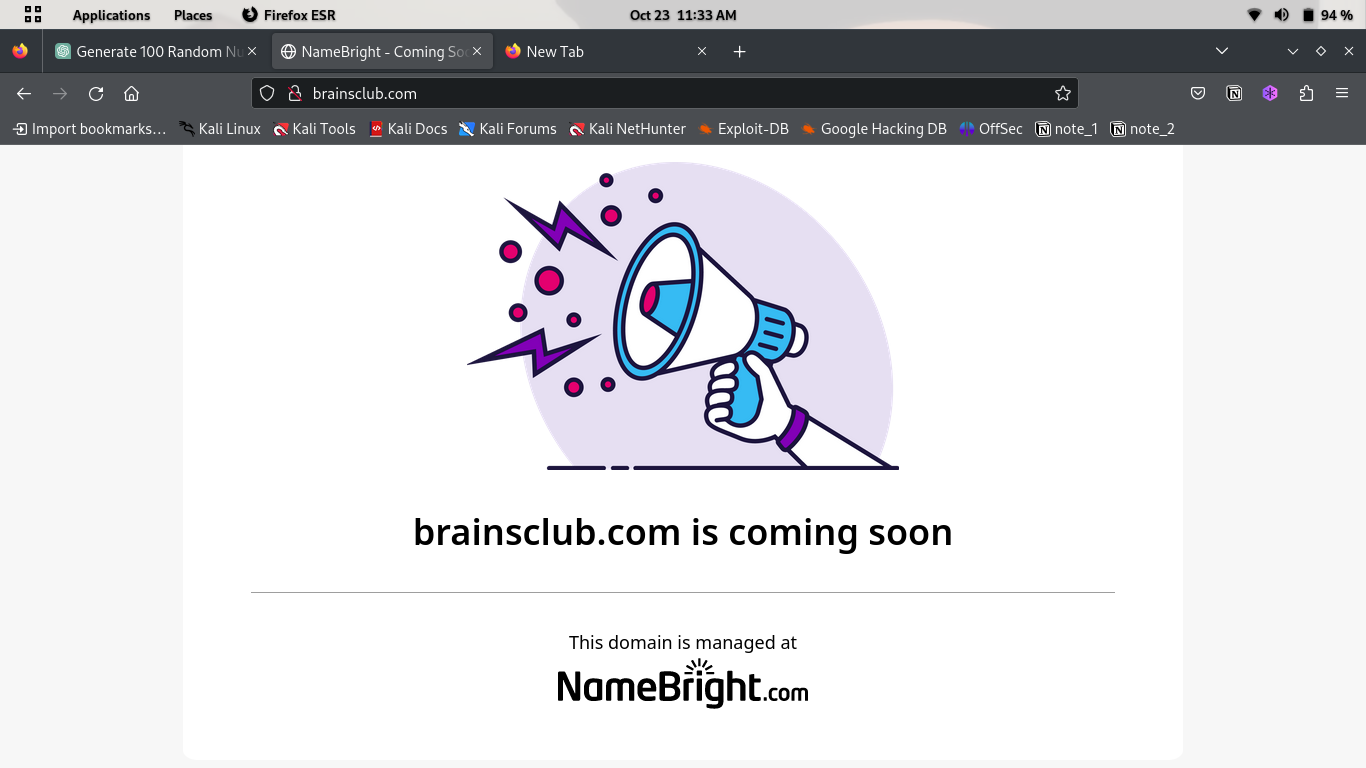 Applications Places Firefox ESR Oct 23 11:33 AM 94 %
Generate 100 Random Nu NameBright - Coming Soo New Tab
brainsclub.com
Import bookmarks... Kali Linux Kali Tools Kali Docs Kali Forums Kali NetHunter Exploit-DB Google Hacking DB OffSec note_1 note_2
brainsclub.com is coming soon
This domain is managed at
NameBright.com